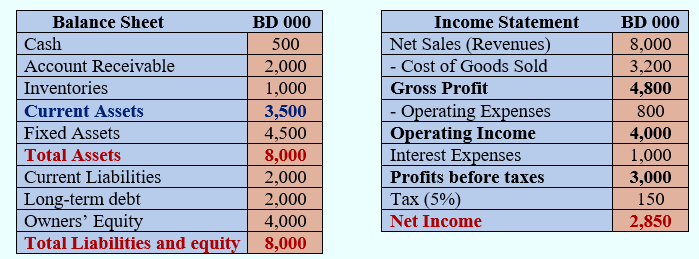 Balance Sheet BD 000
Cash 500
Account Receivable 2,000
Inventories 1,000
Current Assets 3,500
Fixed Assets 4,500
Total Assets 8,000
Current Liabilities 2,000
Long-term debt 2,000
Owners’ Equity 4,000
Total Liabilities and equity 8,000
Income Statement BD 000
Net Sales (Revenues) 8,000
- Cost of Goods Sold 3,200
Gross Profit 4,800
- Operating Expenses 800
Operating Income 4,000
Interest Expenses 1,000
Profits before taxes 3,000
Tax (5%) 150
Net Income 2,850